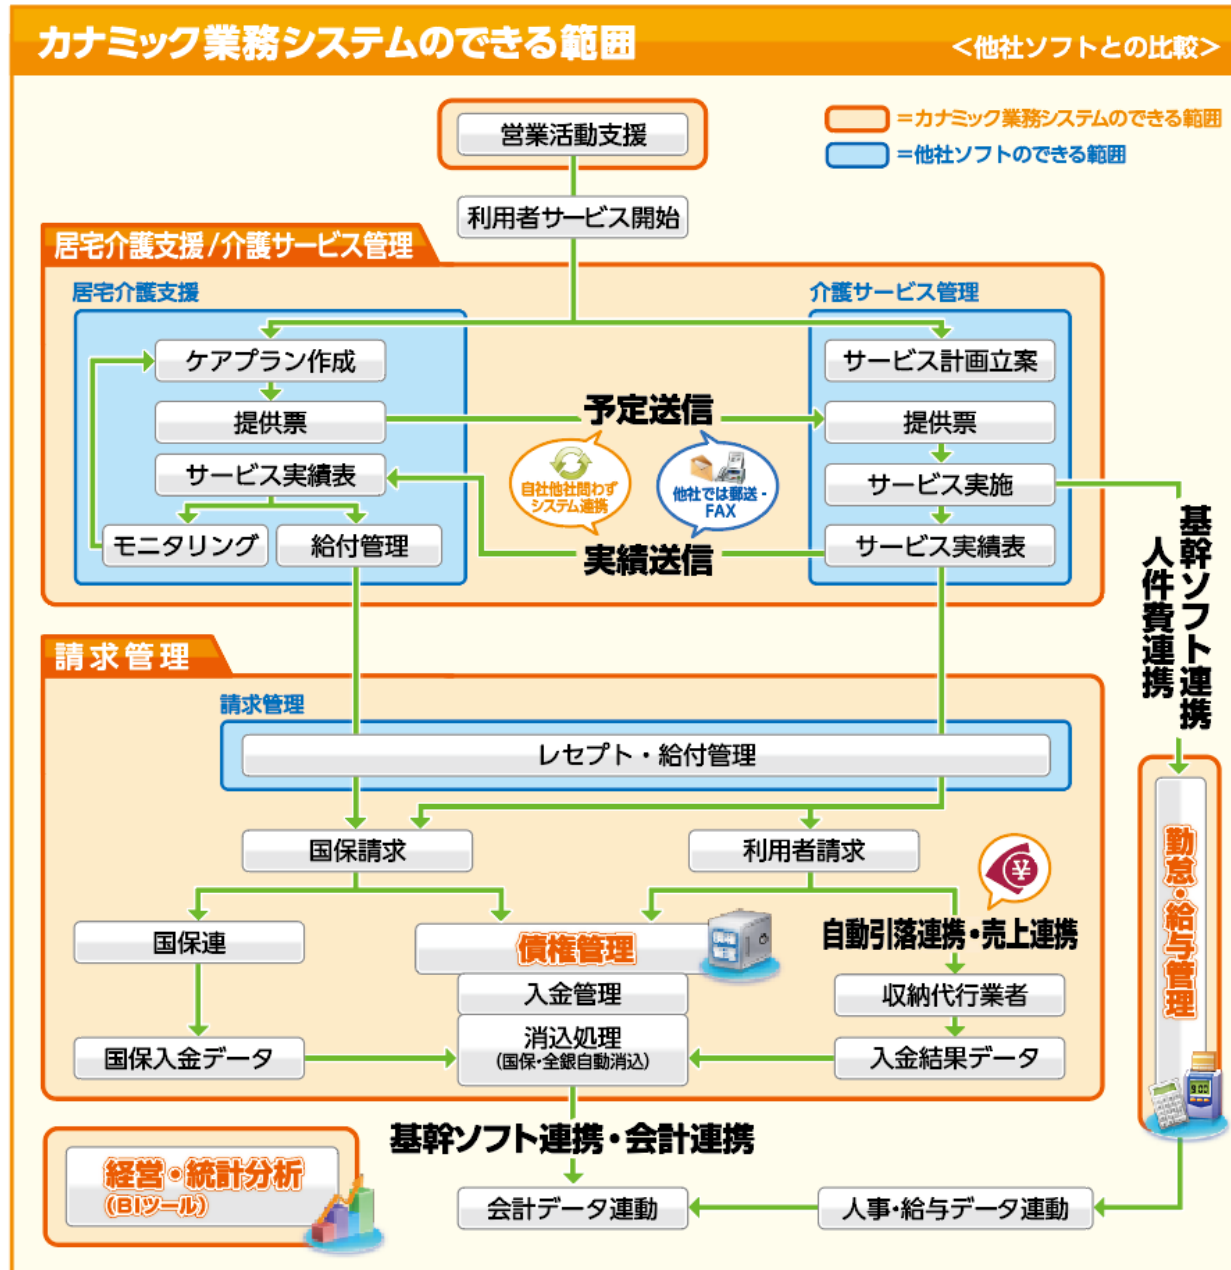 カナミック業務システムのできる範囲
＜他社ソフトとの比較＞
営業活動支援
＝カナミック業務システムのできる範囲
＝他社ソフトのできる範囲
利用者サービス開始
居宅介護支援/介護サービス管理
居宅介護支援
介護サービス管理
ケアプラン作成
サービス計画立案
提供票
予定送信
提供票
サービス実績表
自社他社問わず
システム連携
他社では郵送・
FAX
サービス実施
モニタリング
給付管理
実績送信
サービス実績表
基幹ソフト連携
人件費連携
請求管理
請求管理
レセプト・給付管理
国保請求
利用者請求
勤怠・給与管理
国保連
債権管理
自動引落連携・売上連携
入金管理
収納代行業者
国保入金データ
消込処理
(国保・全銀自動消込)
入金結果データ
9:00
基幹ソフト連携・会計連携
経営・統計分析
(BIツール)
会計データ連動
人事・給与データ連動